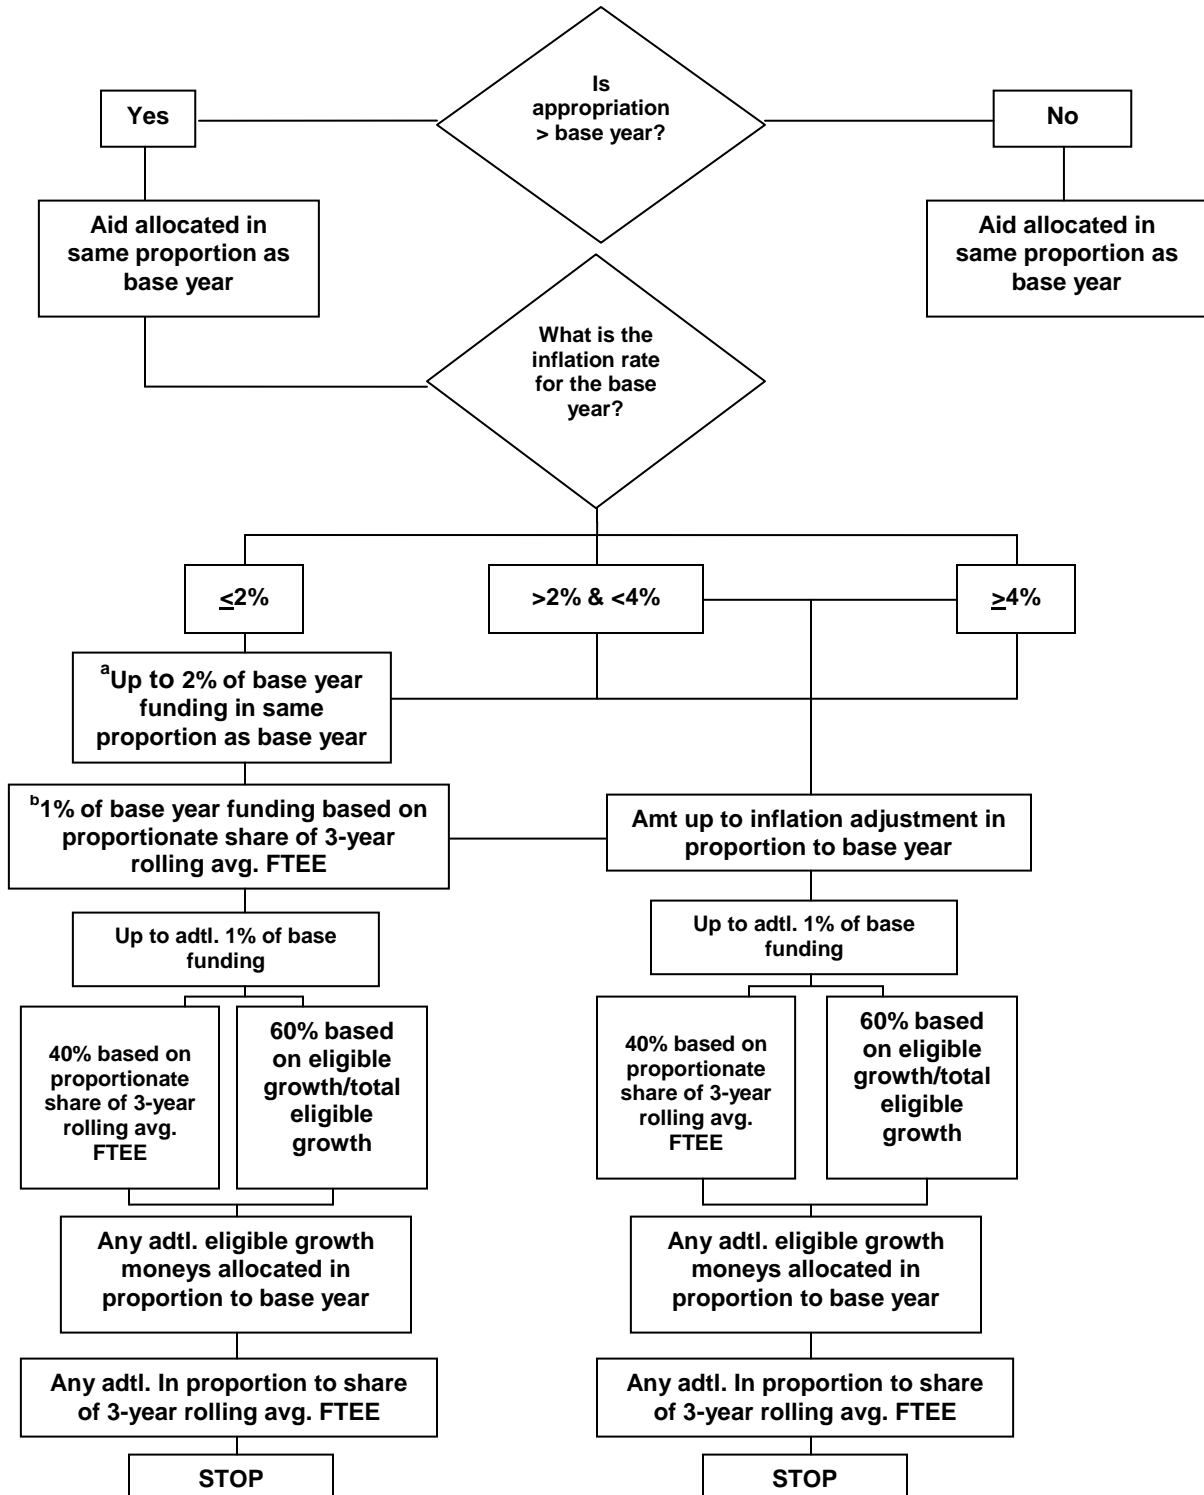 Is
appropriation
> base year?
Yes
No
Aid allocated in
same proportion as
base year
Aid allocated in
same proportion as
base year
What is the
inflation rate
for the base
year?
≤2%
>2% & <4%
≥4%
aUp to 2% of base year
funding in same
proportion as base year
b1% of base year funding based on
proportionate share of 3-year
rolling avg. FTEE
Amt up to inflation adjustment in
proportion to base year
Up to adtl. 1% of base
funding
Up to adtl. 1% of base
funding
40% based on
proportionate
share of 3-year
rolling avg.
FTEE
60% based
on eligible
growth/total
eligible
growth
40% based on
proportionate
share of 3-year
rolling avg.
FTEE
60% based
on eligible
growth/total
eligible
growth
Any adtl. eligible growth
moneys allocated in
proportion to base year
Any adtl. eligible growth
moneys allocated in
proportion to base year
Any adtl. In proportion to share
of 3-year rolling avg. FTEE
Any adtl. In proportion to share
of 3-year rolling avg. FTEE
STOP
STOP